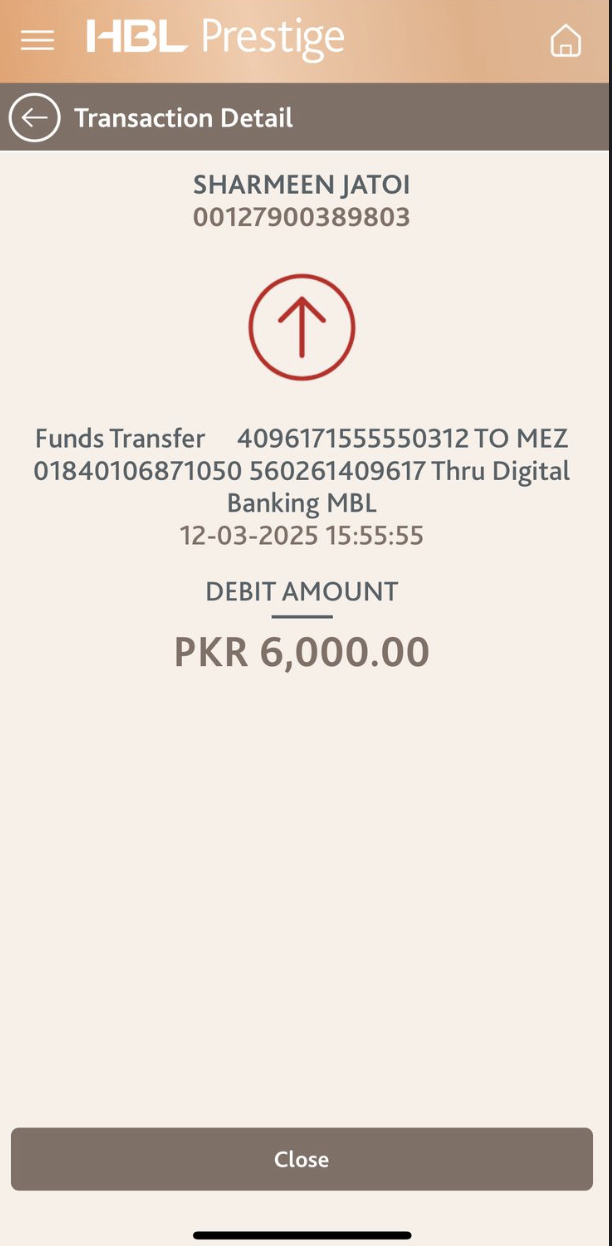 HBL Prestige
Transaction Detail
SHARMEEN JATOI
00127900389803
Funds Transfer 4096171555550312 TO MEZ
01840106871050 560261409617 Thru Digital
Banking MBL
12-03-2025 15:55:55
DEBIT AMOUNT
PKR 6,000.00
Close